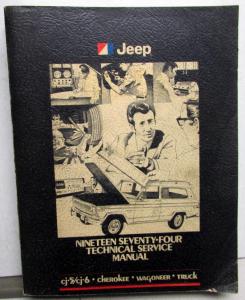 Jeep
NINETEEN SEVENTY-FOUR
TECHNICAL SERVICE
MANUAL
cj-5/cj-6 • cherokee • wagoneer • truck